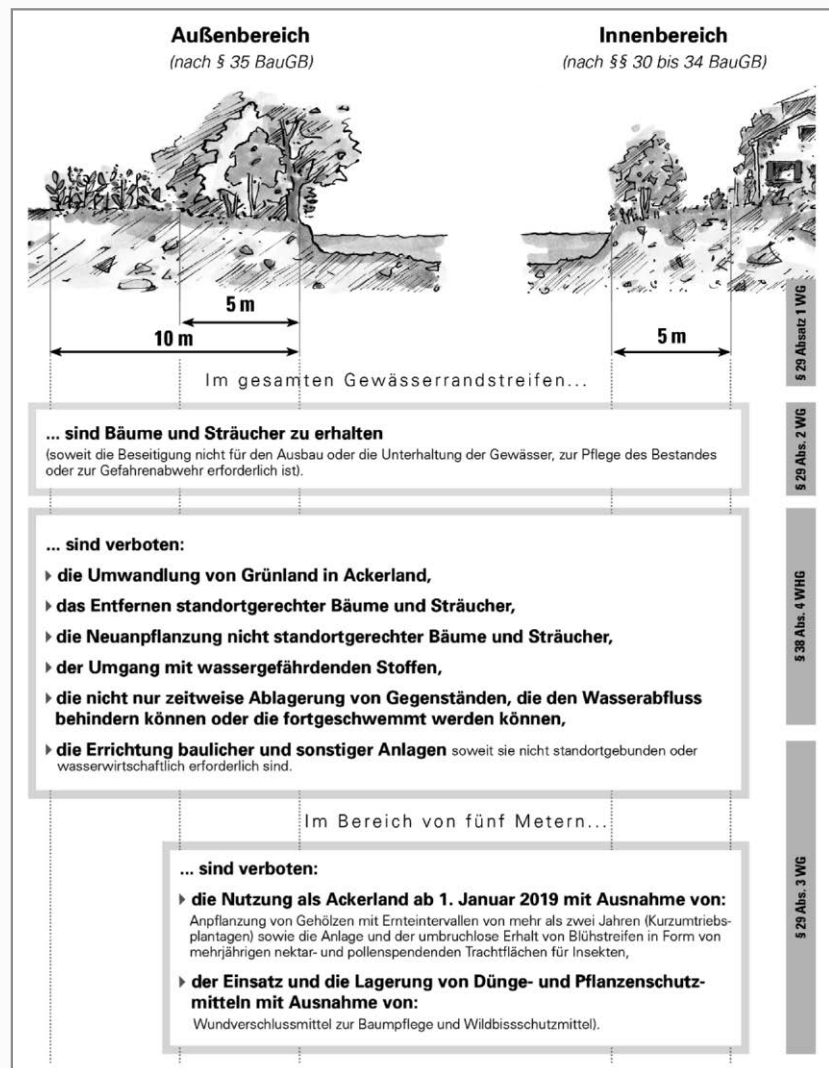 Außenbereich
(nach § 35 BauGB)
Innenbereich
(nach §§ 30 bis 34 BauGB)
5 m
10 m
5 m
§ 29 Absatz 1 WG
Im gesamten Gewässerrandstreifen...
... sind Bäume und Sträucher zu erhalten
(soweit die Beseitigung nicht für den Ausbau oder die Unterhaltung der Gewässer, zur Pflege des Bestandes
oder zur Gefahrenabwehr erforderlich ist).
§ 29 Abs. 2 WG
... sind verboten:
▸ die Umwandlung von Grünland in Ackerland,
▸ das Entfernen standortgerechter Bäume und Sträucher,
▸ die Neuanpflanzung nicht standortgerechter Bäume und Sträucher,
▸ der Umgang mit wassergefährdenden Stoffen,
▸ die nicht nur zeitweise Ablagerung von Gegenständen, die den Wasserabfluss
behindern können oder die fortgeschwemmt werden können,
▸ die Errichtung baulicher und sonstiger Anlagen soweit sie nicht standortgebunden oder
wasserwirtschaftlich erforderlich sind.
§ 38 Abs. 4 WHG
Im Bereich von fünf Metern...
... sind verboten:
▸ die Nutzung als Ackerland ab 1. Januar 2019 mit Ausnahme von:
Anpflanzung von Gehölzen mit Ernteintervallen von mehr als zwei Jahren (Kurzumtriebs-
plantagen) sowie die Anlage und der umbruchlose Erhalt von Blühstreifen in Form von
mehrjährigen nektar- und pollenspendenden Trachtflächen für Insekten,
▸ der Einsatz und die Lagerung von Dünge- und Pflanzenschutz-
mitteln mit Ausnahme von:
Wundverschlussmittel zur Baumpflege und Wildbissschutzmittel).
§ 29 Abs. 3 WG